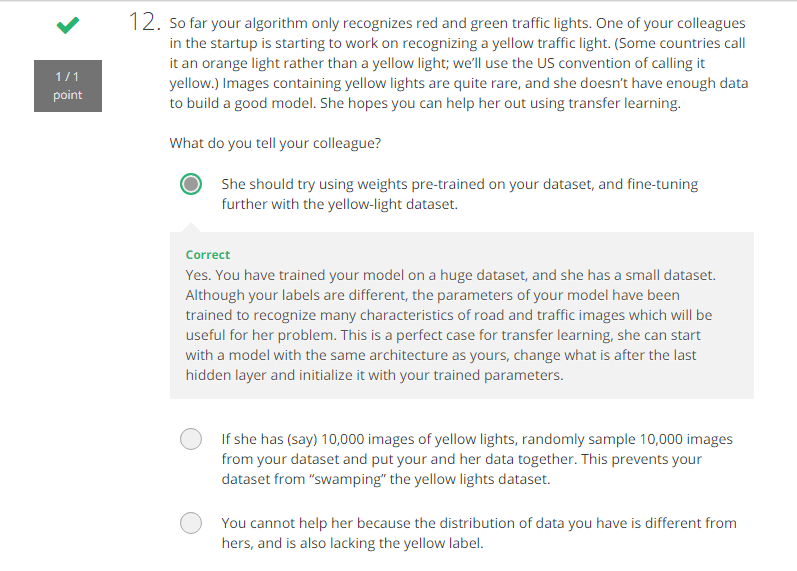 12. So far your algorithm only recognizes red and green traffic lights. One of your colleagues
in the startup is starting to work on recognizing a yellow traffic light. (Some countries call
it an orange light rather than a yellow light; we’ll use the US convention of calling it
yellow.) Images containing yellow lights are quite rare, and she doesn’t have enough data
to build a good model. She hopes you can help her out using transfer learning.
1 / 1
point
What do you tell your colleague?
She should try using weights pre-trained on your dataset, and fine-tuning
further with the yellow-light dataset.
Correct
Yes. You have trained your model on a huge dataset, and she has a small dataset.
Although your labels are different, the parameters of your model have been
trained to recognize many characteristics of road and traffic images which will be
useful for her problem. This is a perfect case for transfer learning, she can start
with a model with the same architecture as yours, change what is after the last
hidden layer and initialize it with your trained parameters.
If she has (say) 10,000 images of yellow lights, randomly sample 10,000 images
from your dataset and put your and her data together. This prevents your
dataset from “swamping” the yellow lights dataset.
You cannot help her because the distribution of data you have is different from
hers, and is also lacking the yellow label.